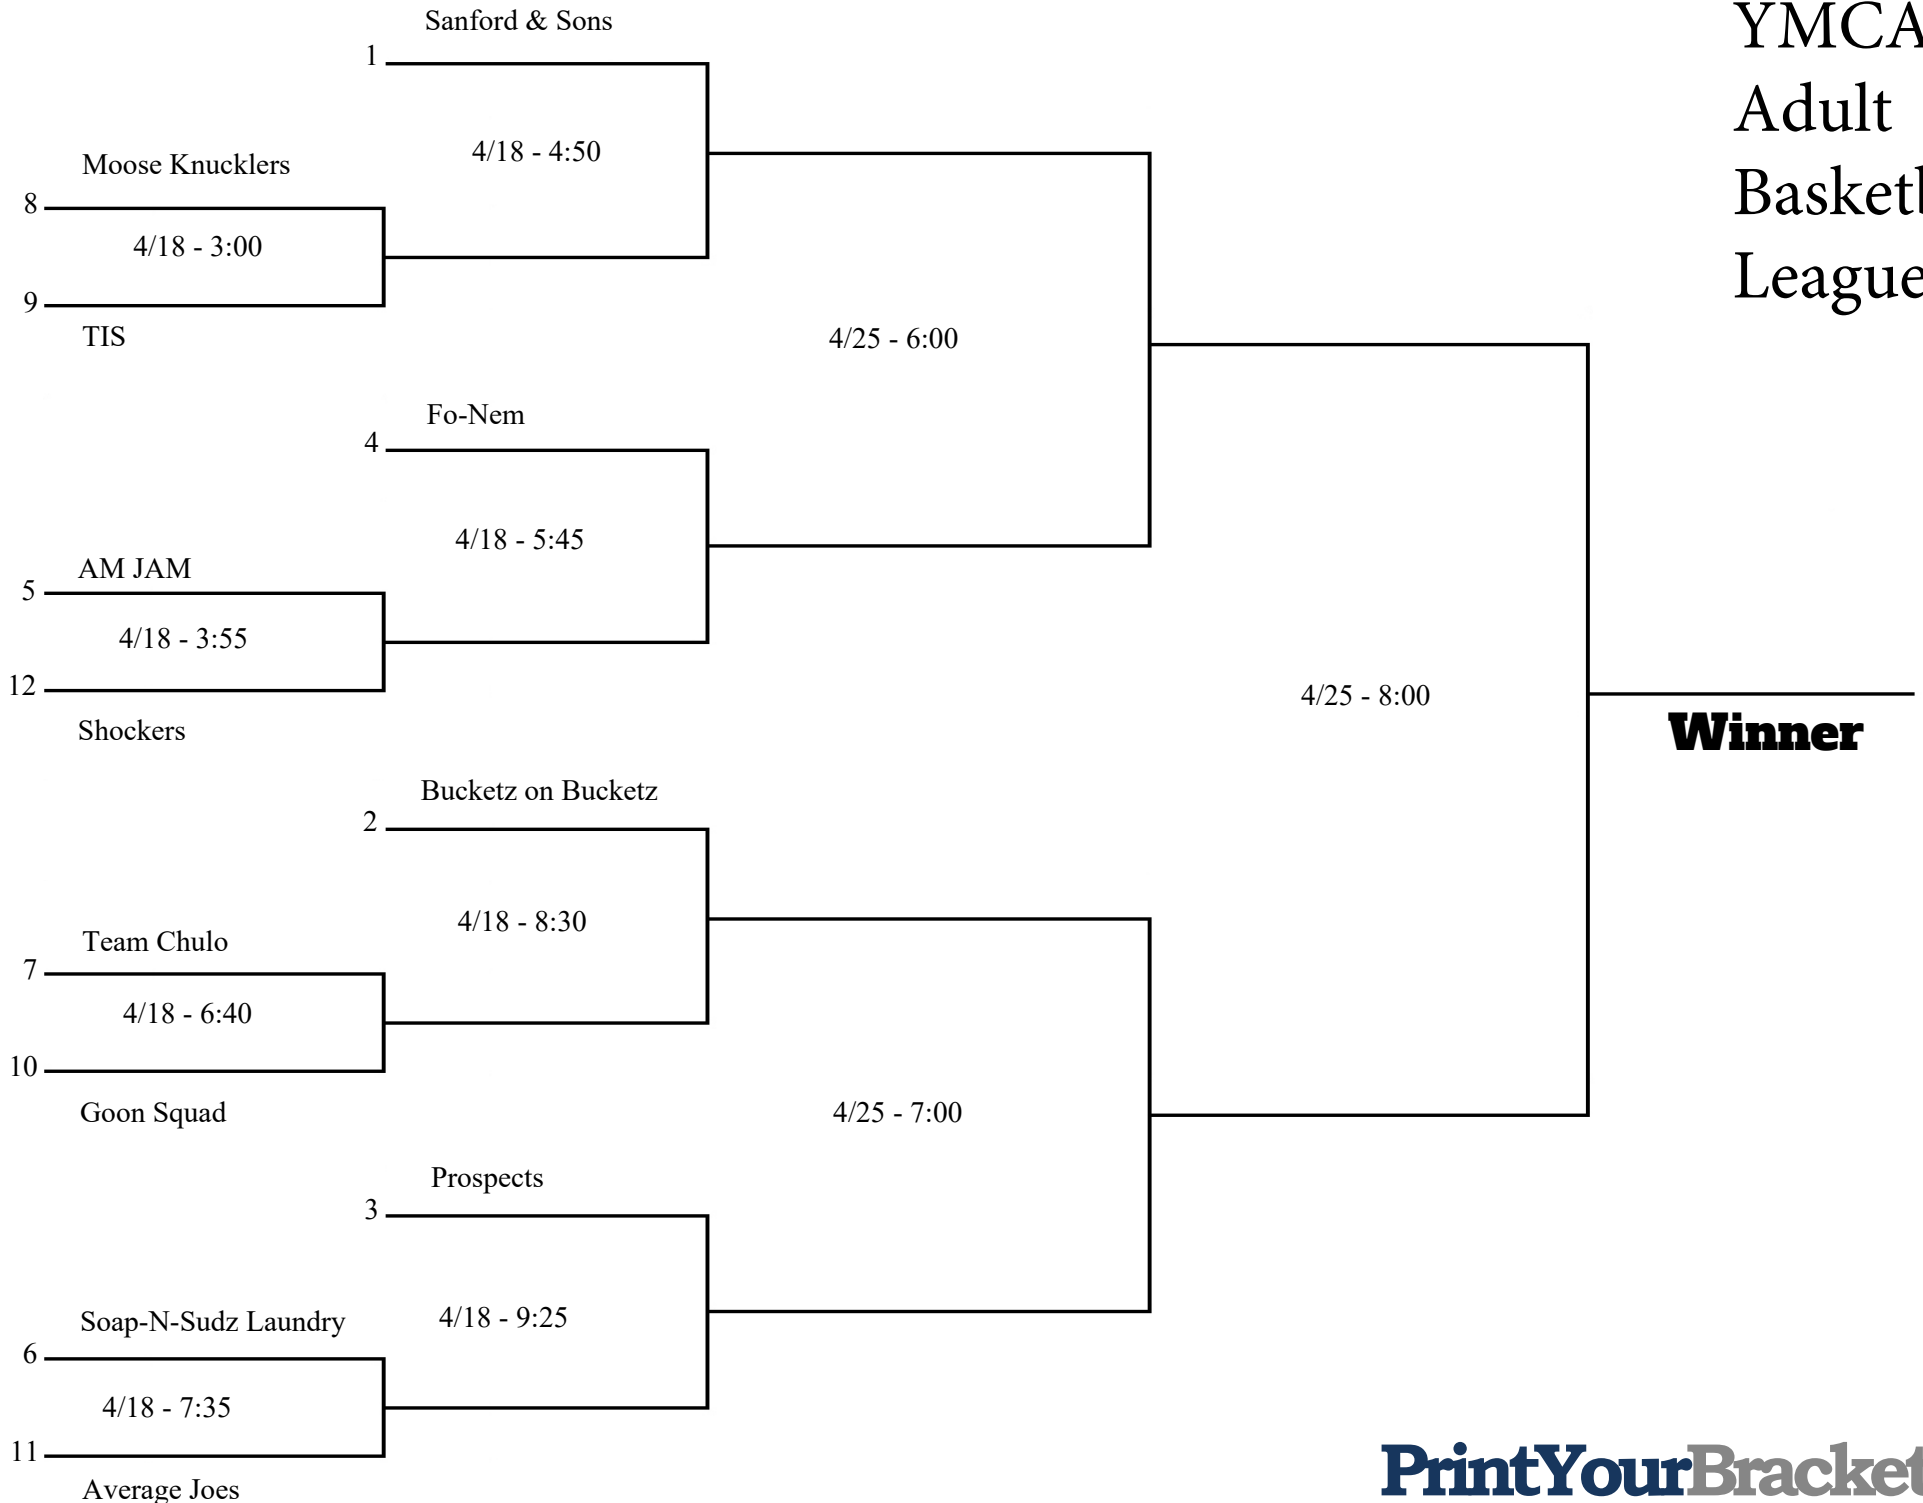 Sanford & Sons
1
YMCA
Adult
Basketb
League
4/18 - 4:50
Moose Knucklers
8
4/18 - 3:00
9
TIS
4/25 - 6:00
Fo-Nem
4
4/18 - 5:45
AM JAM
5
4/18 - 3:55
12
Shockers
4/25 - 8:00
Winner
Bucketz on Bucketz
2
4/18 - 8:30
Team Chulo
7
4/18 - 6:40
10
Goon Squad
4/25 - 7:00
Prospects
3
4/18 - 9:25
Soap-N-Sudz Laundry
6
4/18 - 7:35
11
Average Joes
PrintYourBracket